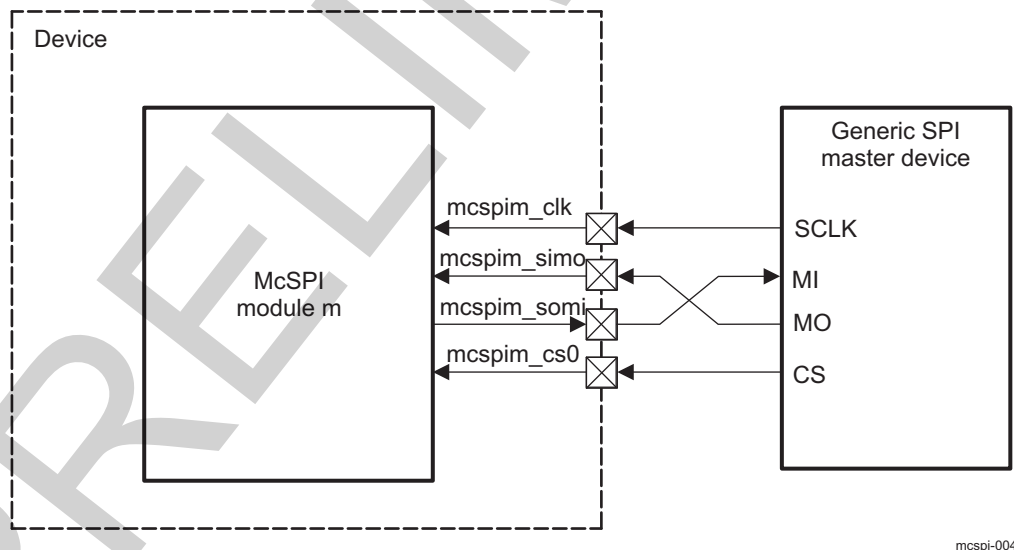 Device
Generic SPI
master device
mcspim_clk
SCLK
mcspim_simo
MI
McSPI
module m
mcspim_somi
MO
mcspim_cs0
CS
mcspi-004